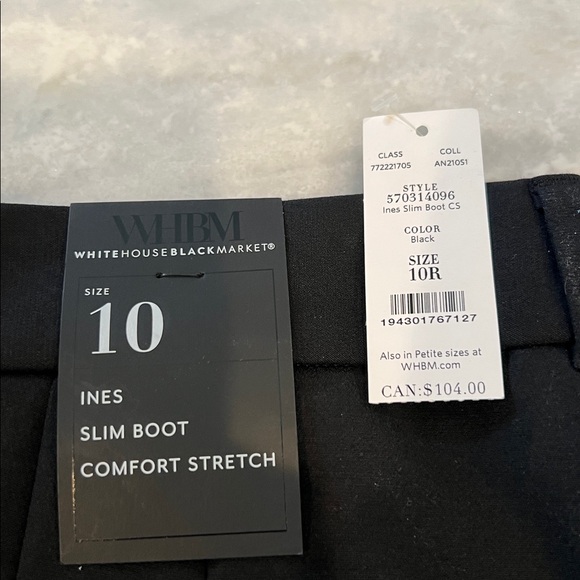 WHBM
WHITEHOUSEBLACKMARKET®
SIZE
10
INES
SLIM BOOT
COMFORT STRETCH
CLASS COLL
772221705 AN210S1
STYLE
570314096
Ines Slim Boot CS
COLOR
Black
SIZE
10R
194301767127
Also in Petite sizes at
WHBM.com
CAN:$104.00